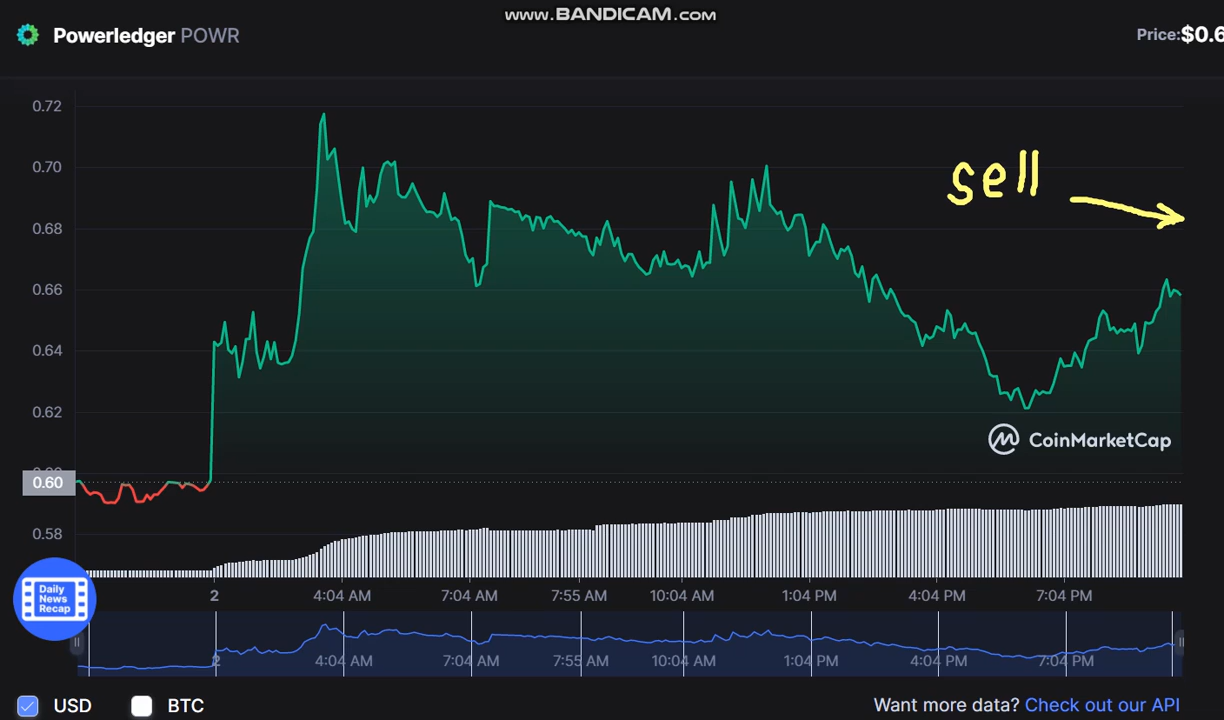 www.BANDICAM.com
Powerledger POWR
Price:$0.6
0.72
0.70
sell
0.68
0.66
0.64
0.62
CoinMarketCap
0.60
0.58
Daily
News
Recap
2 4:04 AM 7:04 AM 7:55 AM 10:04 AM 1:04 PM 4:04 PM 7:04 PM
2 4:04 AM 7:04 AM 7:55 AM 10:04 AM 1:04 PM 4:04 PM 7:04 PM
USD BTC
Want more data? Check out our API